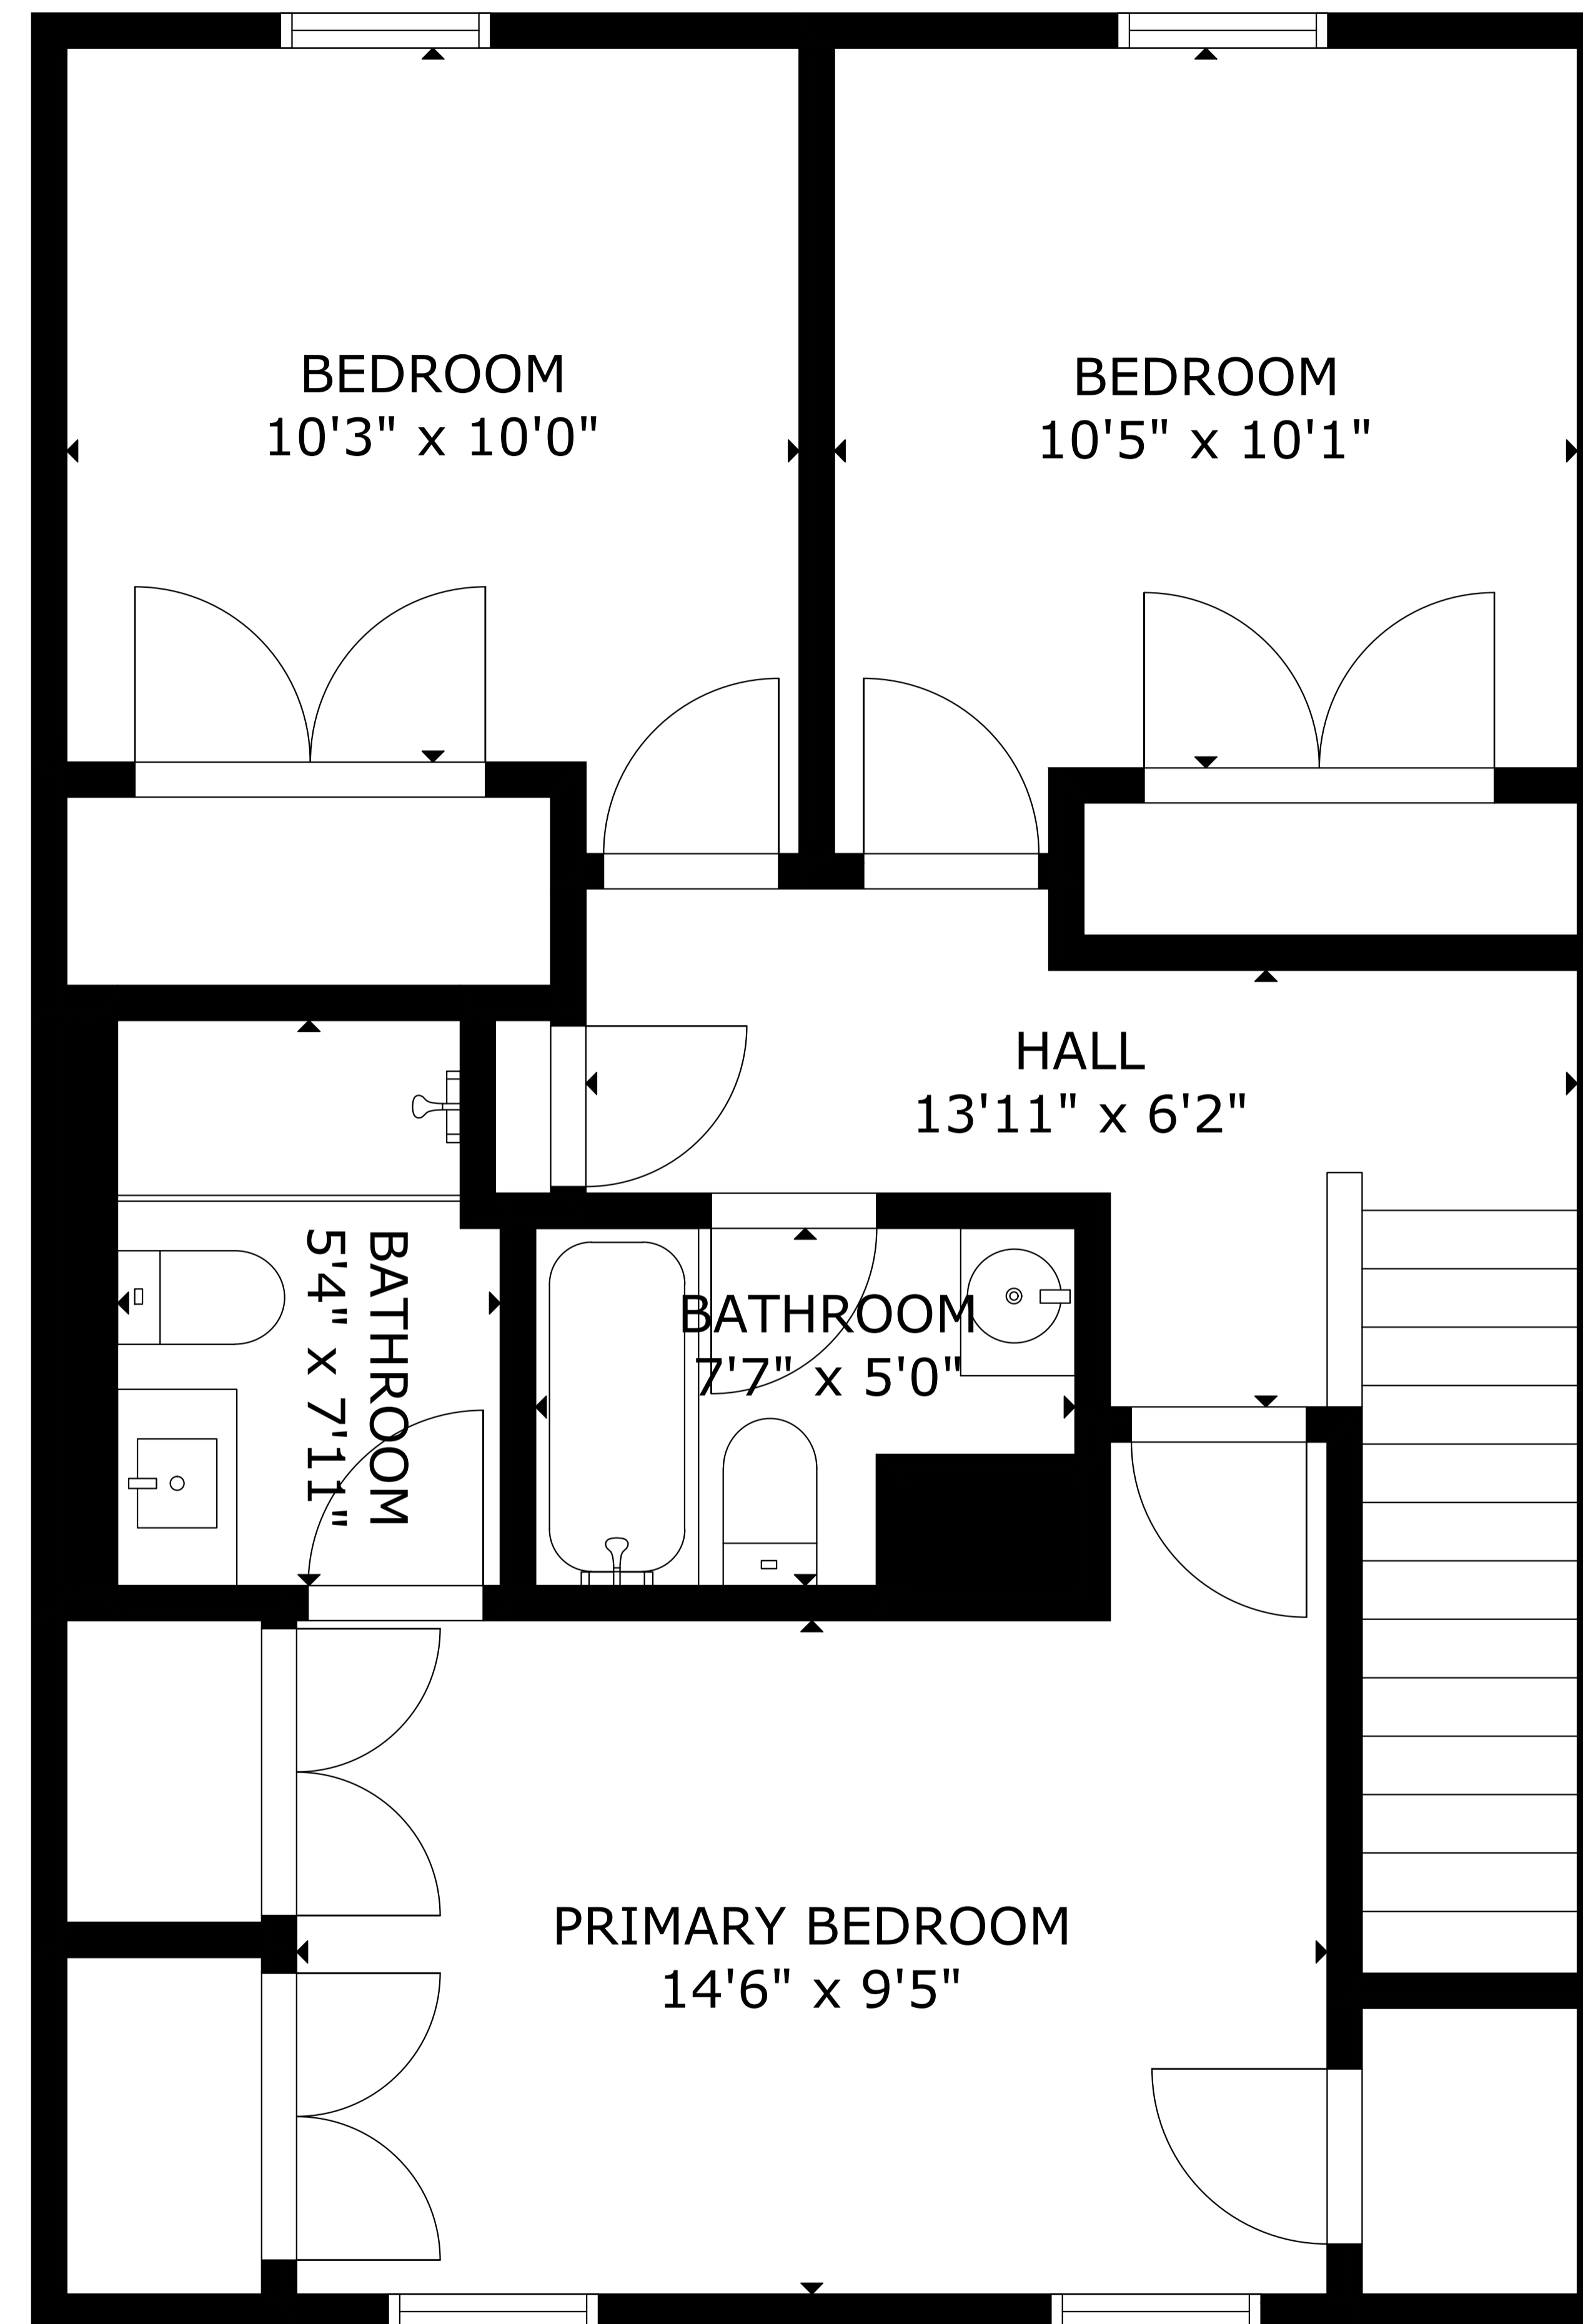 BEDROOM
10'3" x 10'0"
BEDROOM
10'5" x 10'1"
HALL
13'11" x 6'2"
BATHROOM
5'4" x 7'11"
BATHROOM
7'7" x 5'0"
PRIMARY BEDROOM
14'6" x 9'5"